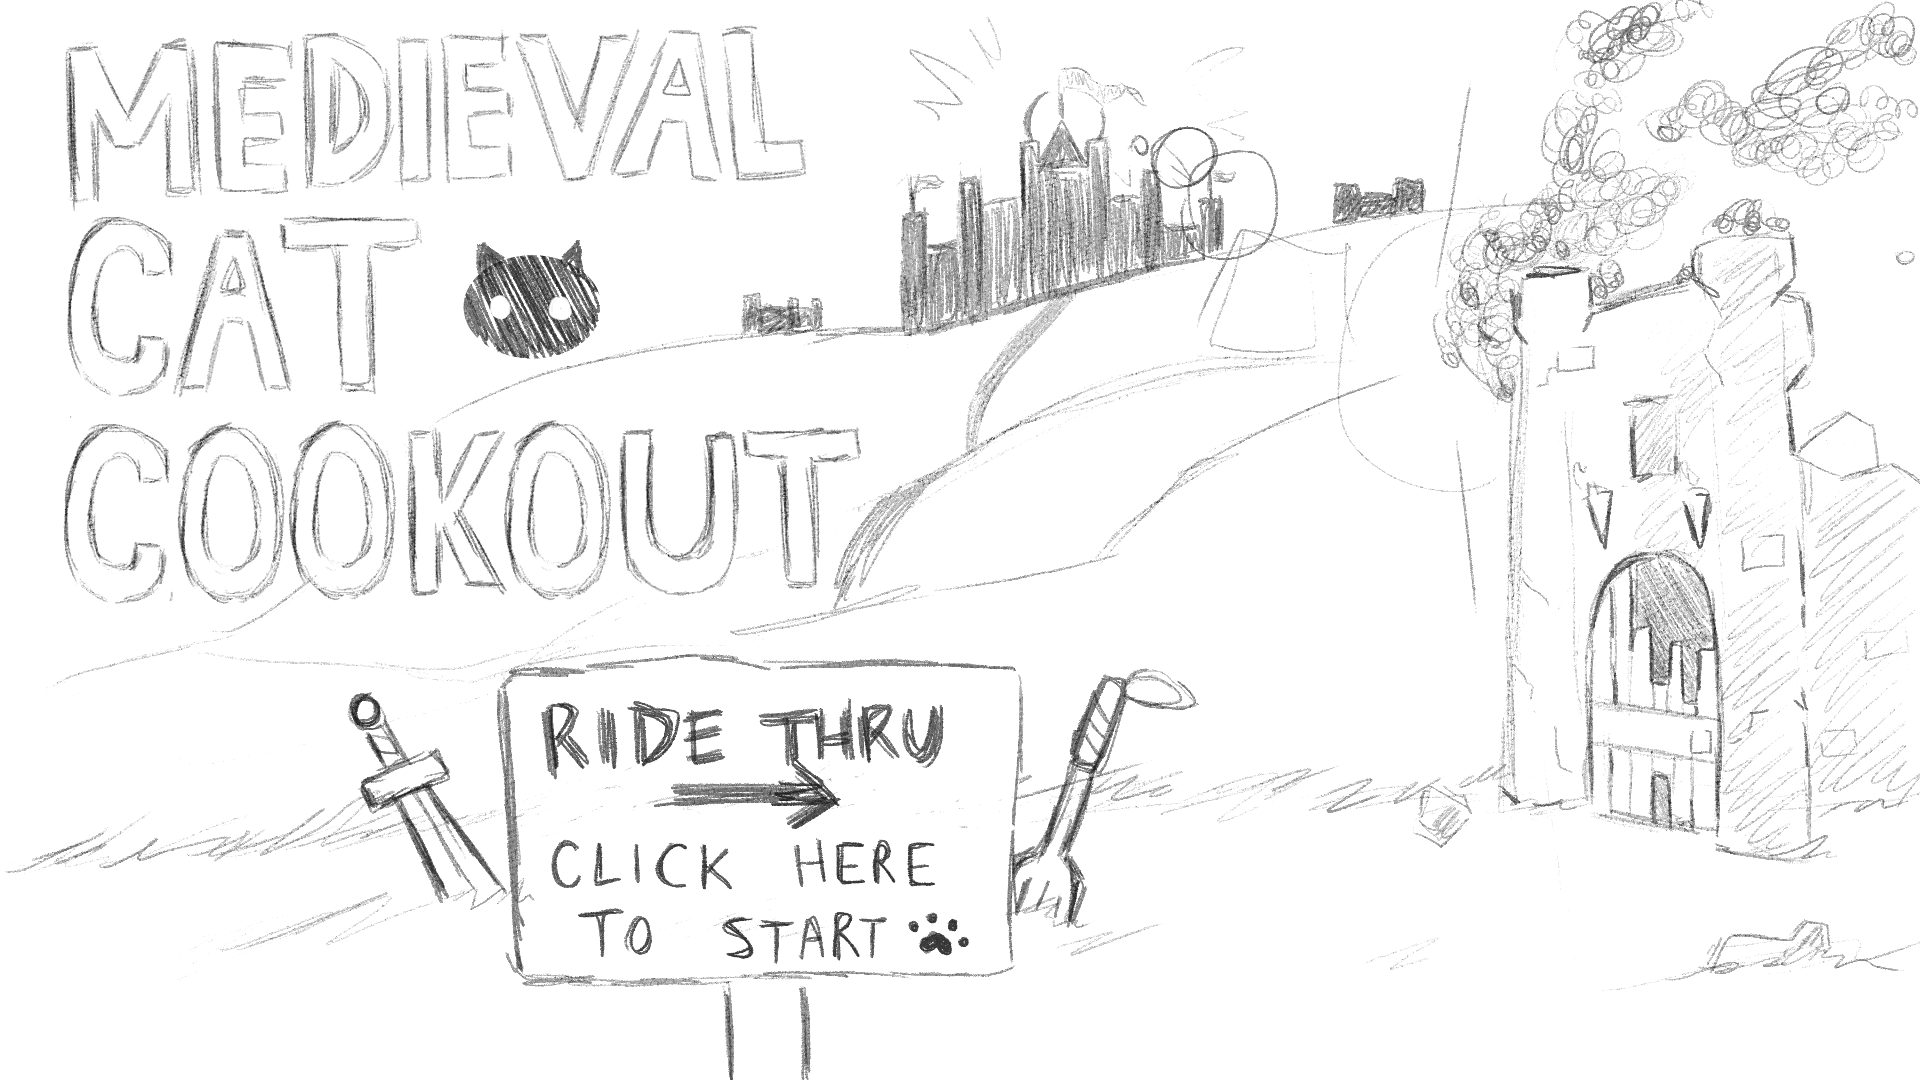 MEDIEVAL
CAT
COOKOUT
RIDE THRU
CLICK HERE
TO START